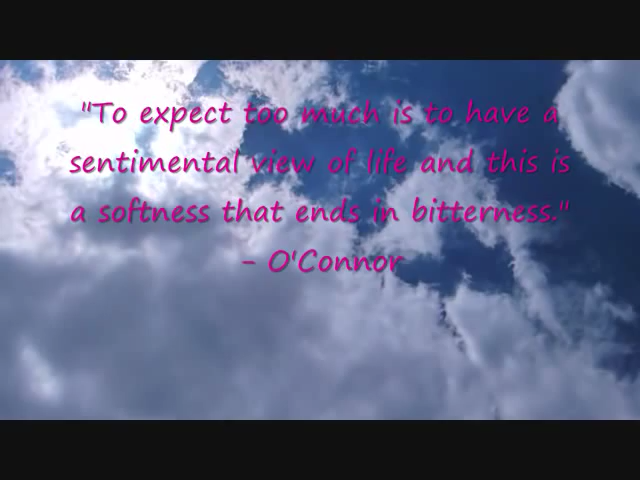 "To expect too much is to have a
sentimental view of life and this is
a softness that ends in bitterness."
- O'Connor